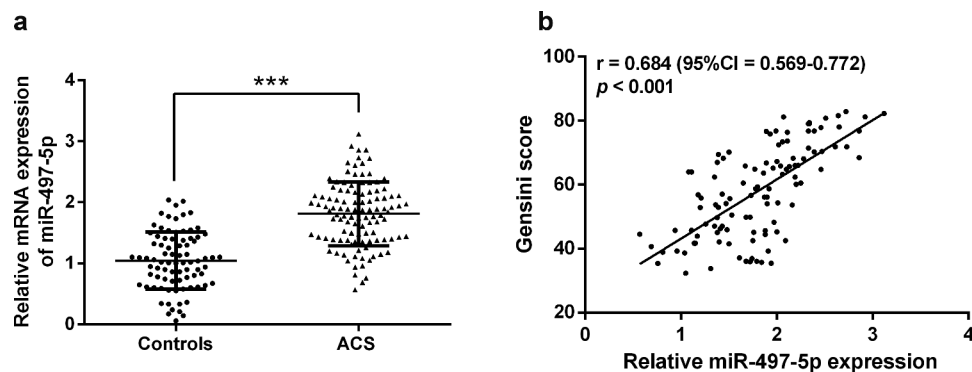 a
Relative mRNA expression
of miR-497-5p
4
3
2
1
0
***
Controls
ACS
b
r = 0.684 (95%CI = 0.569-0.772)
p < 0.001
Gensini score
100
80
60
40
20
0
1
2
3
4
Relative miR-497-5p expression